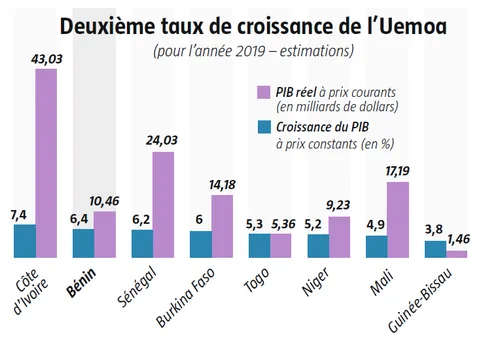 Deuxième taux de croissance de l'Uemoa
(pour l'année 2019 – estimations)
43,03
PIB réel à prix courants
(en milliards de dollars)
Croissance du PIB
à prix constants (en %)
24,03
17,19
14,18
10,46
9,23
7,4
6,4
6,2
6
5,3
5,36
5,2
4,9
3,8
1,46
Côte
d'Ivoire
Bénin
Sénégal
Burkina Faso
Togo
Niger
Mali
Guinée-Bissau